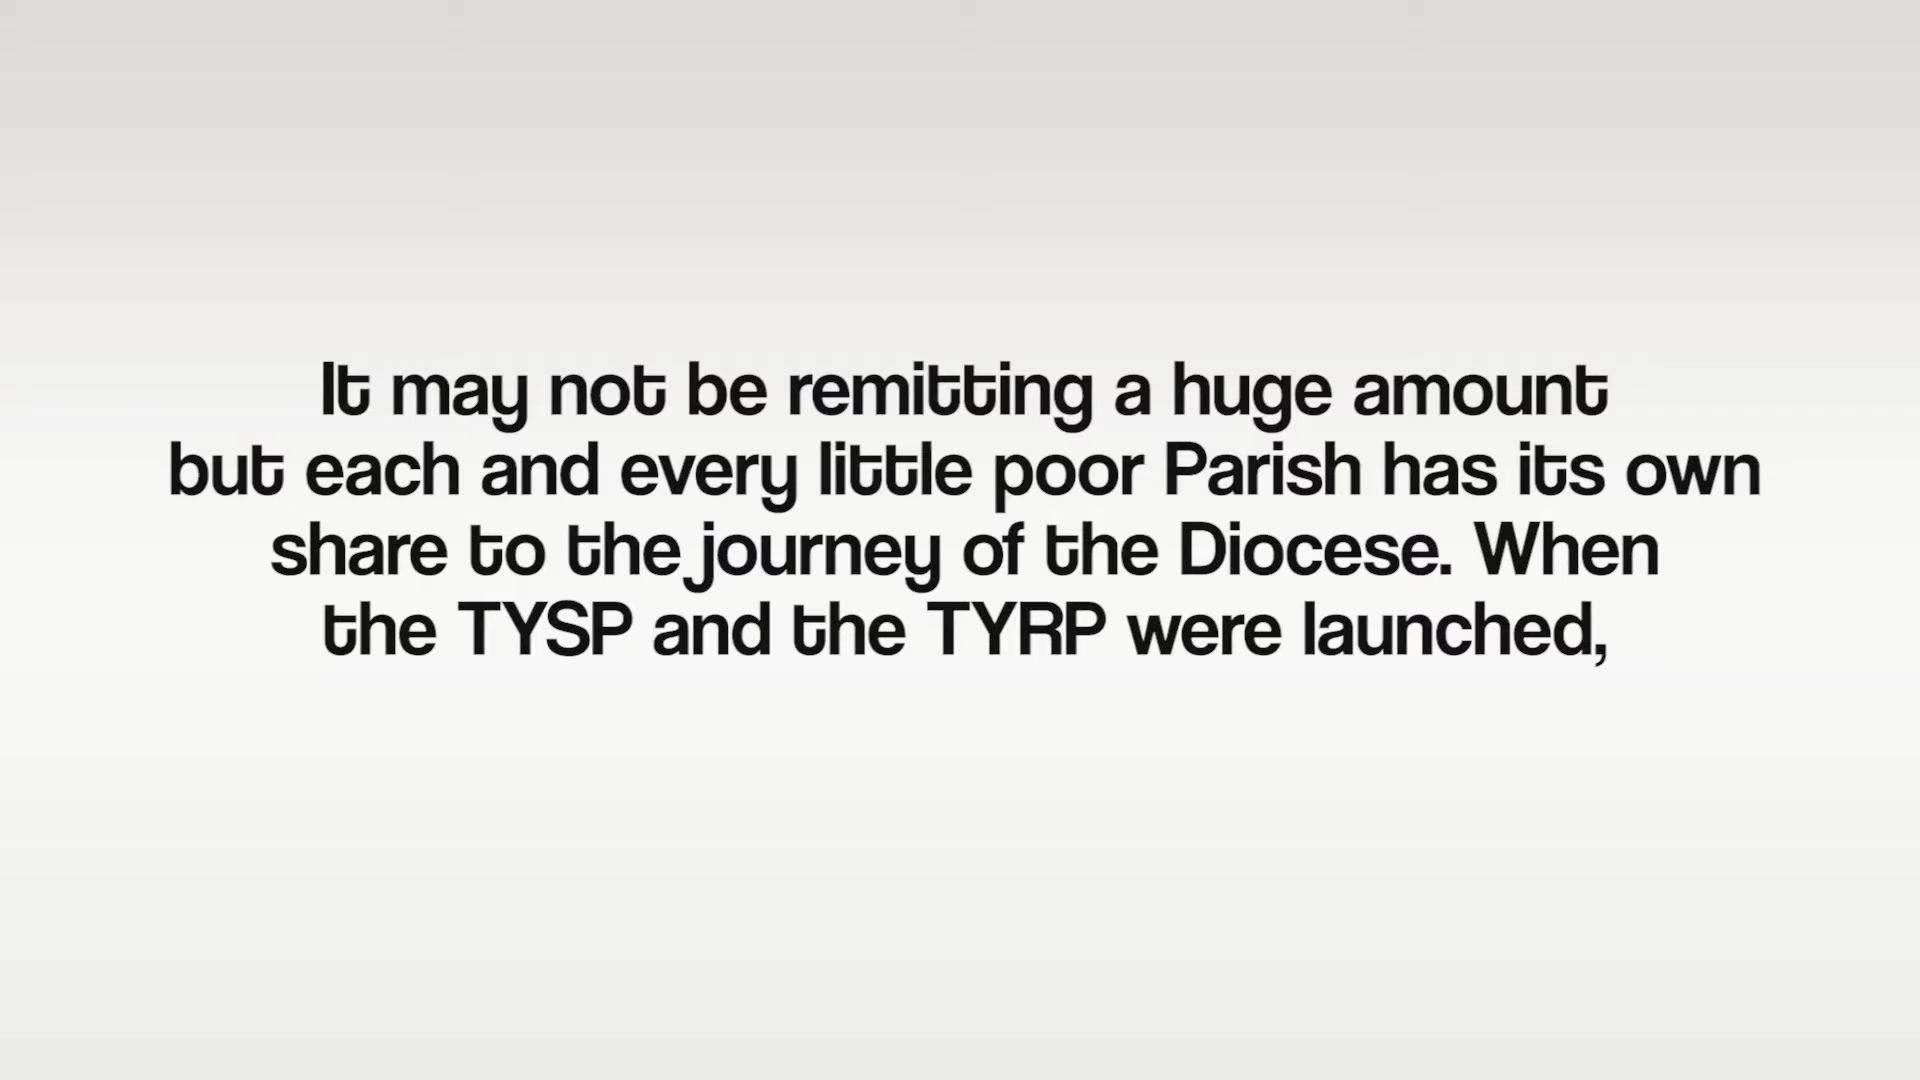 It may not be remitting a huge amount
but each and every little poor Parish has its own
share to the journey of the Diocese. When
the TYSP and the TYRP were launched,